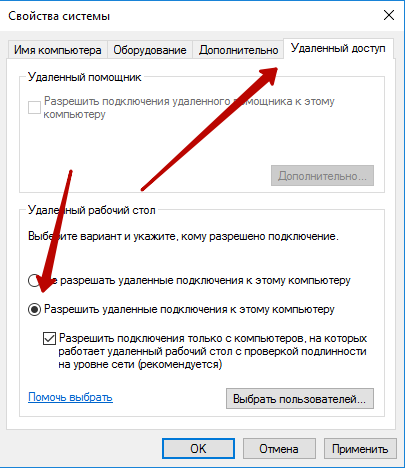 Свойства системы
Имя компьютера Оборудование Дополнительно Удаленный доступ
Удаленный помощник
Разрешить подключения удаленного помощника к этому
компьютеру
Дополнительно...
Удаленный рабочий стол
Выберите вариант и укажите, кому разрешено подключение.
Не разрешать удаленные подключения к этому компьютеру
Разрешить удаленные подключения к этому компьютеру
Разрешить подключения только с компьютеров, на которых
работает удаленный рабочий стол с проверкой подлинности
на уровне сети (рекомендуется)
Помочь выбрать
Выбрать пользователей...
ОК Отмена Применить